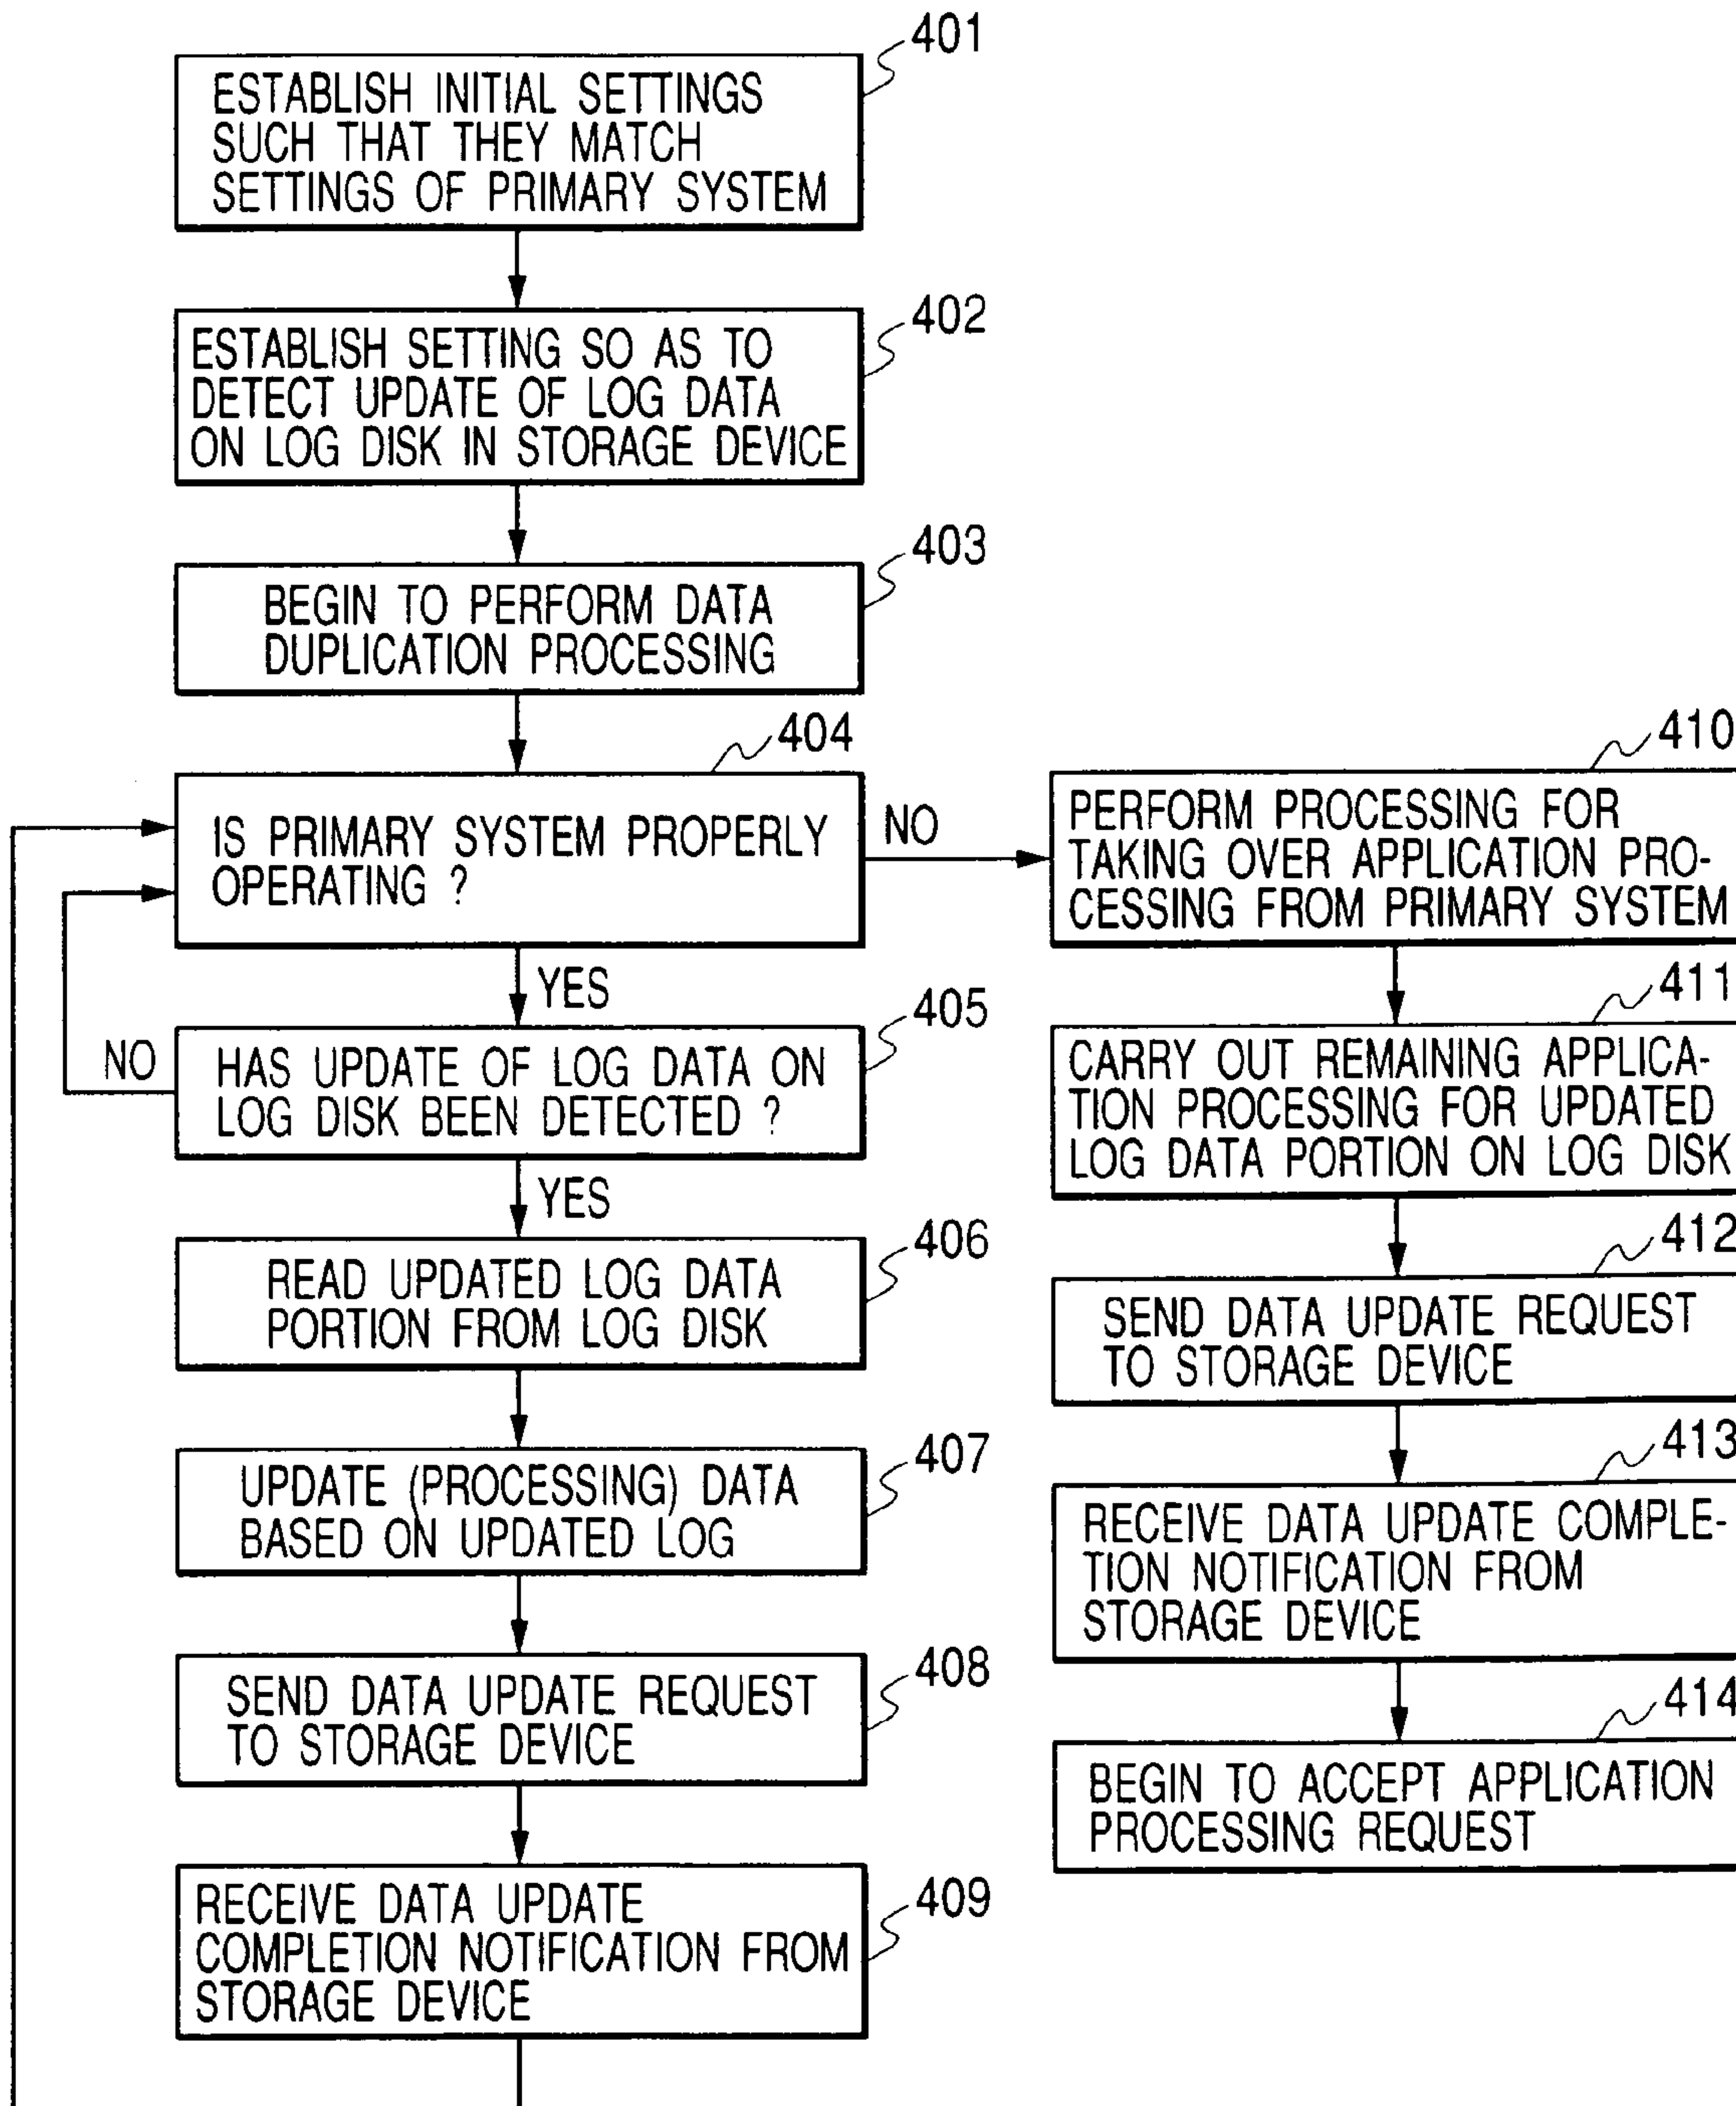 401
ESTABLISH INITIAL SETTINGS
SUCH THAT THEY MATCH
SETTINGS OF PRIMARY SYSTEM
402
ESTABLISH SETTING SO AS TO
DETECT UPDATE OF LOG DATA
ON LOG DISK IN STORAGE DEVICE
403
BEGIN TO PERFORM DATA
DUPLICATION PROCESSING
404
IS PRIMARY SYSTEM PROPERLY
OPERATING ?
NO
YES
405
HAS UPDATE OF LOG DATA ON
LOG DISK BEEN DETECTED ?
NO
YES
406
READ UPDATED LOG DATA
PORTION FROM LOG DISK
407
UPDATE (PROCESSING) DATA
BASED ON UPDATED LOG
408
SEND DATA UPDATE REQUEST
TO STORAGE DEVICE
409
RECEIVE DATA UPDATE
COMPLETION NOTIFICATION FROM
STORAGE DEVICE
410
PERFORM PROCESSING FOR
TAKING OVER APPLICATION PRO-
CESSING FROM PRIMARY SYSTEM
411
CARRY OUT REMAINING APPLICA-
TION PROCESSING FOR UPDATED
LOG DATA PORTION ON LOG DISK
412
SEND DATA UPDATE REQUEST
TO STORAGE DEVICE
413
RECEIVE DATA UPDATE COMPLE-
TION NOTIFICATION FROM
STORAGE DEVICE
414
BEGIN TO ACCEPT APPLICATION
PROCESSING REQUEST